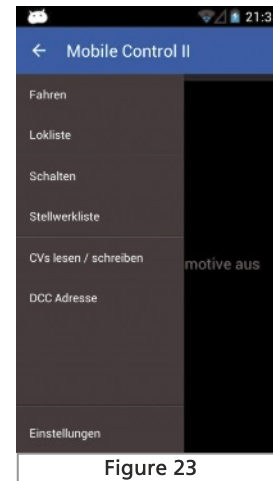 21:3
Mobile Control II
Fahren
Lokliste
Schalten
Stellwerkliste
CVs lesen / schreiben
motive aus
DCC Adresse
Einstellungen
Figure 23